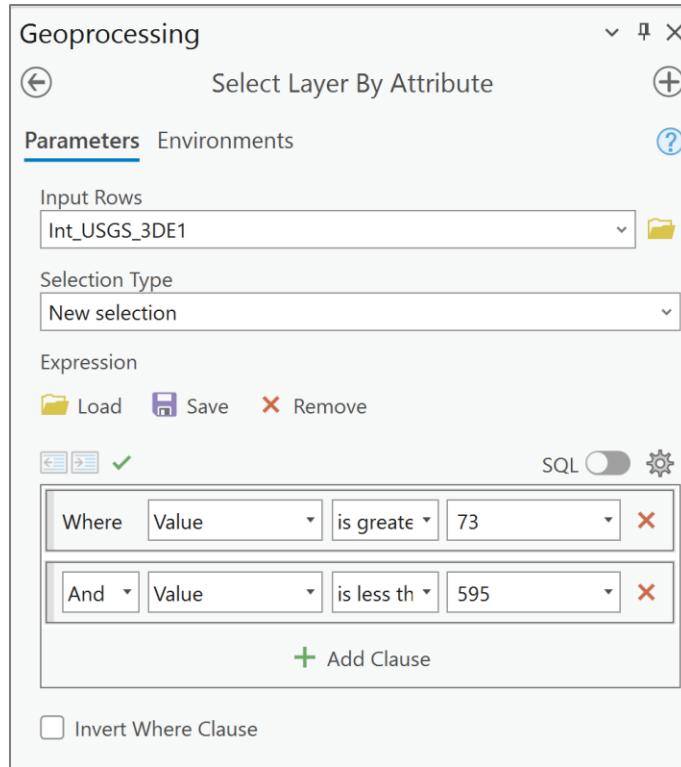 Geoprocessing
Select Layer By Attribute
Parameters Environments
Input Rows
Int_USGS_3DE1
Selection Type
New selection
Expression
Load Save Remove
SQL
Where Value is greate 73
And Value is less th 595
Add Clause
Invert Where Clause